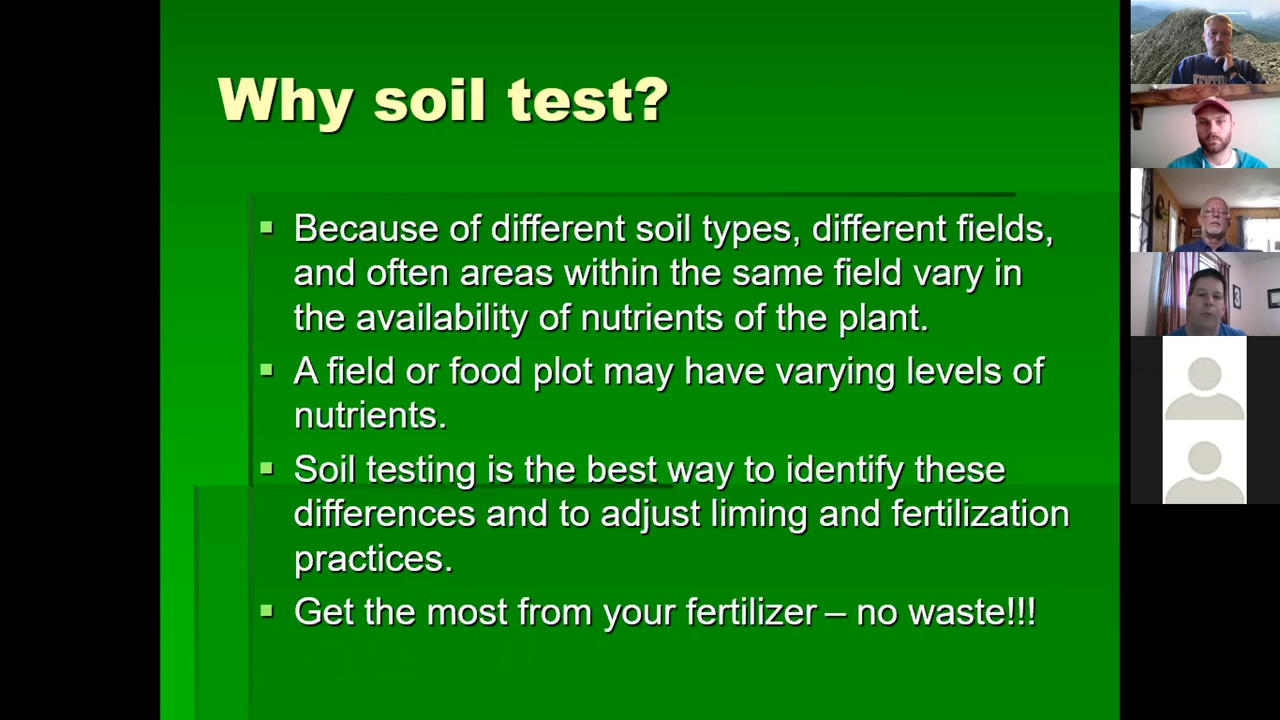 Why soil test?
Because of different soil types, different fields,
and often areas within the same field vary in
the availability of nutrients of the plant.
A field or food plot may have varying levels of
nutrients.
Soil testing is the best way to identify these
differences and to adjust liming and fertilization
practices.
Get the most from your fertilizer – no waste!!!